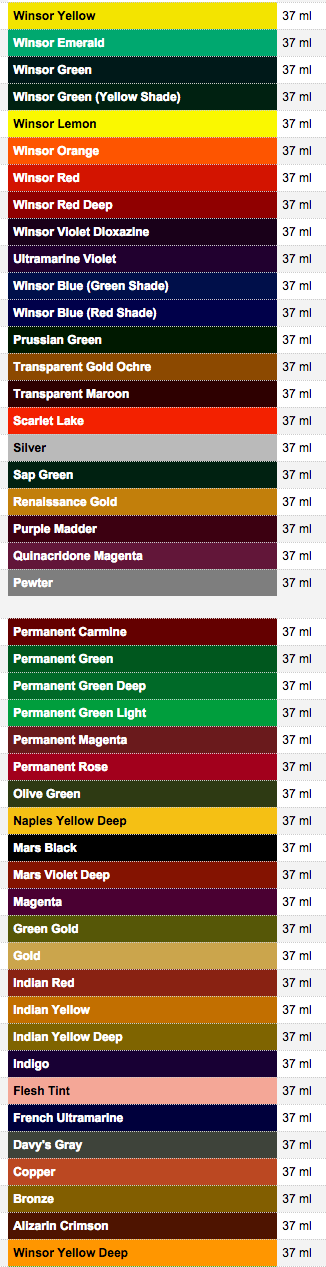 Winsor Yellow 37 ml
Winsor Emerald 37 ml
Winsor Green 37 ml
Winsor Green (Yellow Shade) 37 ml
Winsor Lemon 37 ml
Winsor Orange 37 ml
Winsor Red 37 ml
Winsor Red Deep 37 ml
Winsor Violet Dioxazine 37 ml
Ultramarine Violet 37 ml
Winsor Blue (Green Shade) 37 ml
Winsor Blue (Red Shade) 37 ml
Prussian Green 37 ml
Transparent Gold Ochre 37 ml
Transparent Maroon 37 ml
Scarlet Lake 37 ml
Silver 37 ml
Sap Green 37 ml
Renaissance Gold 37 ml
Purple Madder 37 ml
Quinacridone Magenta 37 ml
Pewter 37 ml
Permanent Carmine 37 ml
Permanent Green 37 ml
Permanent Green Deep 37 ml
Permanent Green Light 37 ml
Permanent Magenta 37 ml
Permanent Rose 37 ml
Olive Green 37 ml
Naples Yellow Deep 37 ml
Mars Black 37 ml
Mars Violet Deep 37 ml
Magenta 37 ml
Green Gold 37 ml
Gold 37 ml
Indian Red 37 ml
Indian Yellow 37 ml
Indian Yellow Deep 37 ml
Indigo 37 ml
Flesh Tint 37 ml
French Ultramarine 37 ml
Davy's Gray 37 ml
Copper 37 ml
Bronze 37 ml
Alizarin Crimson 37 ml
Winsor Yellow Deep 37 ml